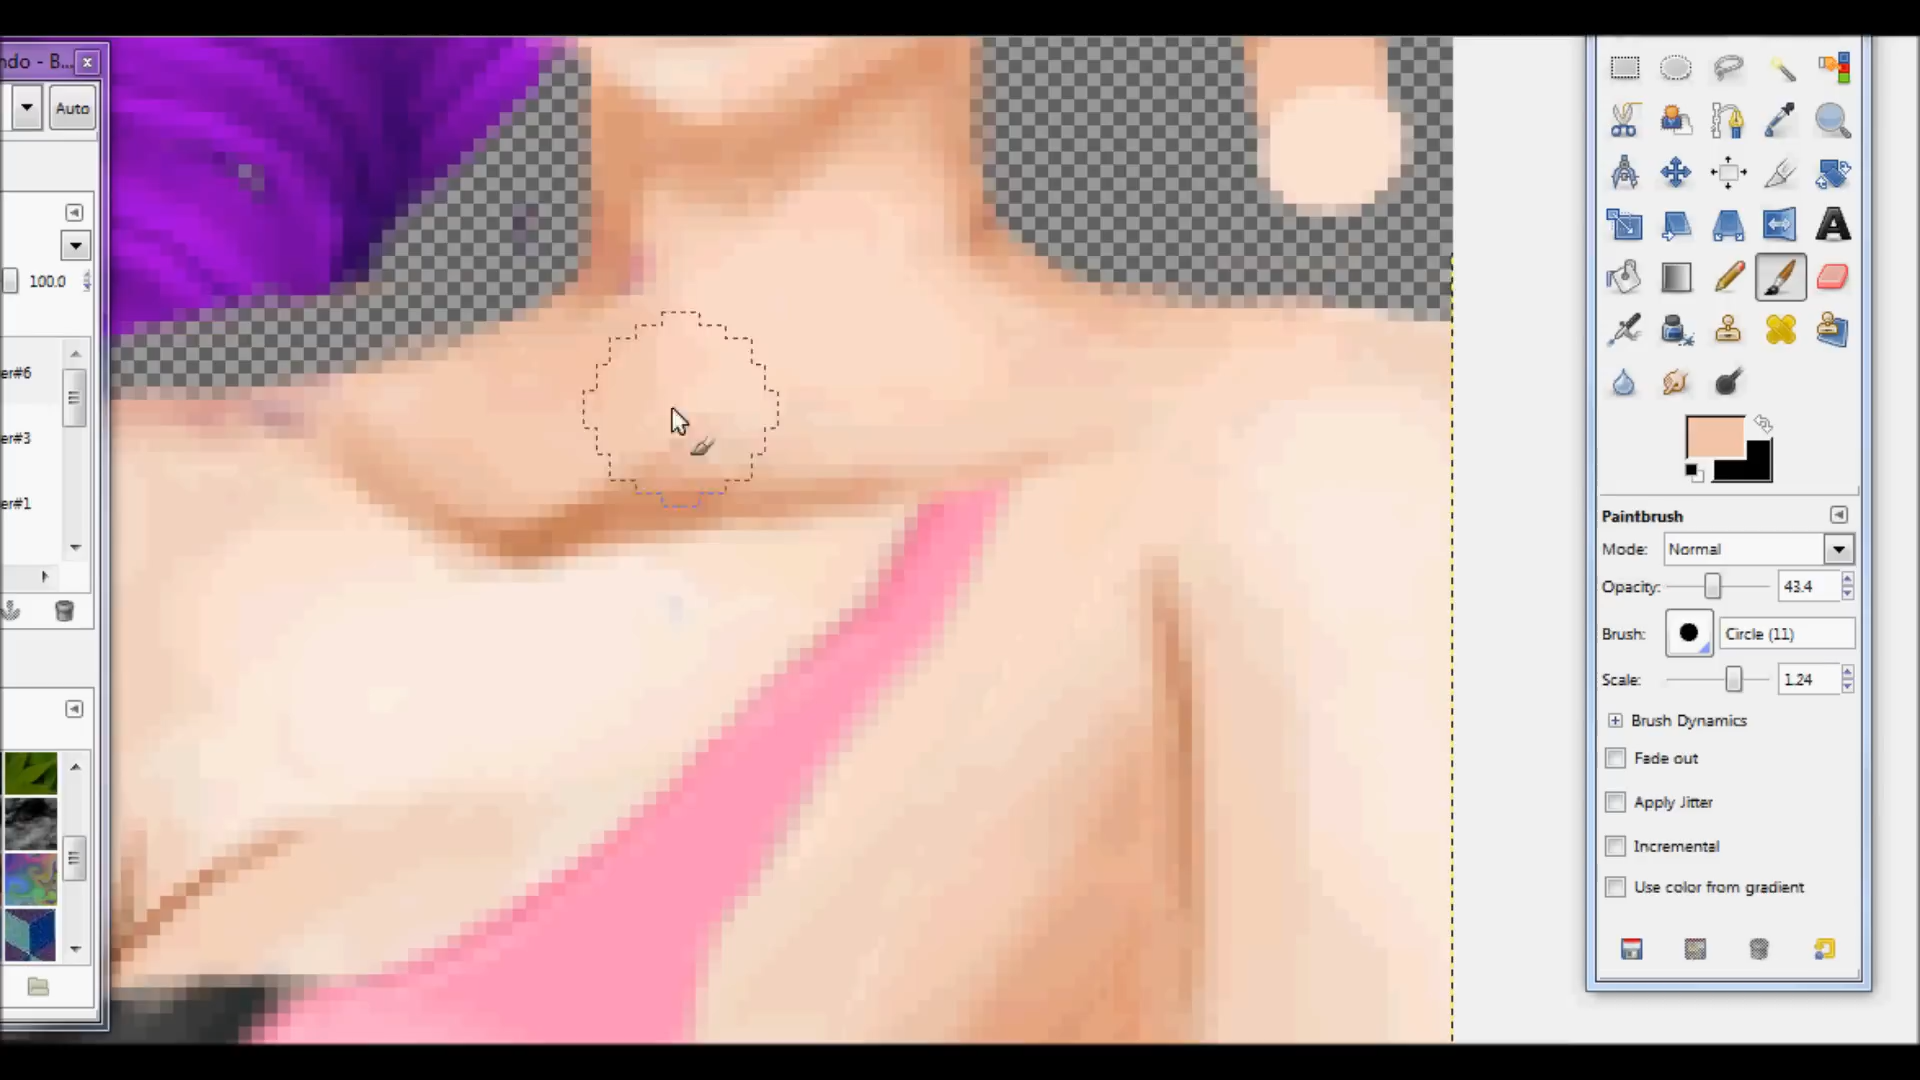 ndo - B...
Auto
100.0
er#6
er#3
er#1
A
Paintbrush
Mode: Normal
Opacity: 43.4
Brush: Circle (11)
Scale: 1.24
Brush Dynamics
Fade out
Apply Jitter
Incremental
Use color from gradient